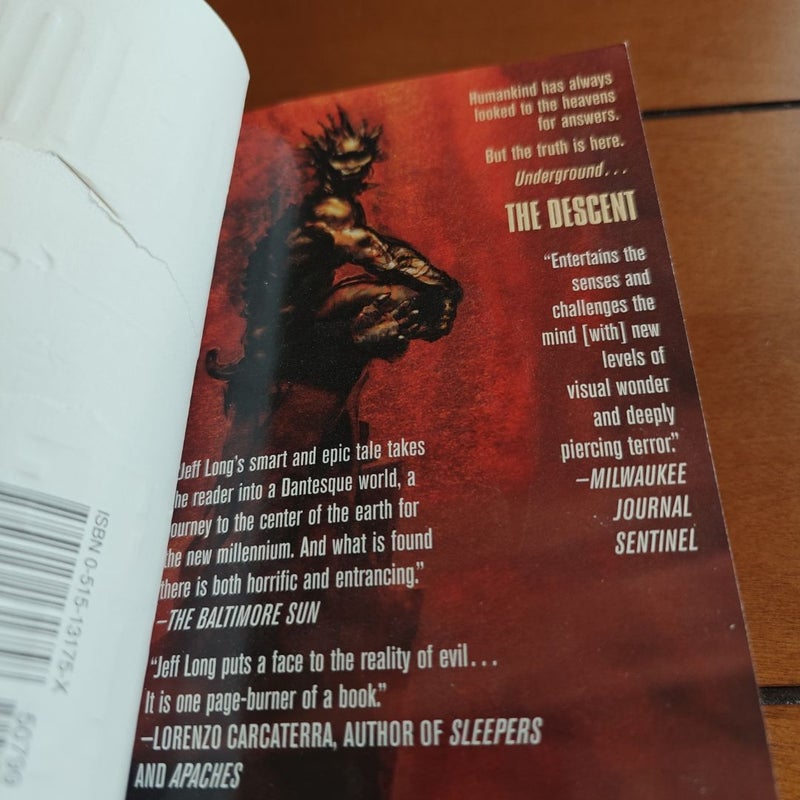 Humankind has always
looked to the heavens
for answers.
But the truth is here.
Underground...
THE DESCENT
“Entertains the
senses and
challenges the
mind [with] new
levels of
visual wonder
and deeply
piercing terror.”
–MILWAUKEE
JOURNAL
SENTINEL
Jeff Long’s smart and epic tale takes
he reader into a Dantesque world, a
ourney to the center of the earth for
the new millennium. And what is found
there is both horrific and entrancing.”
–THE BALTIMORE SUN
“Jeff Long puts a face to the reality of evil...
It is one page-burner of a book.”
–LORENZO CARCATERRA, AUTHOR OF SLEEPERS
AND APACHES
ISBN 0-515-13175-X
50799